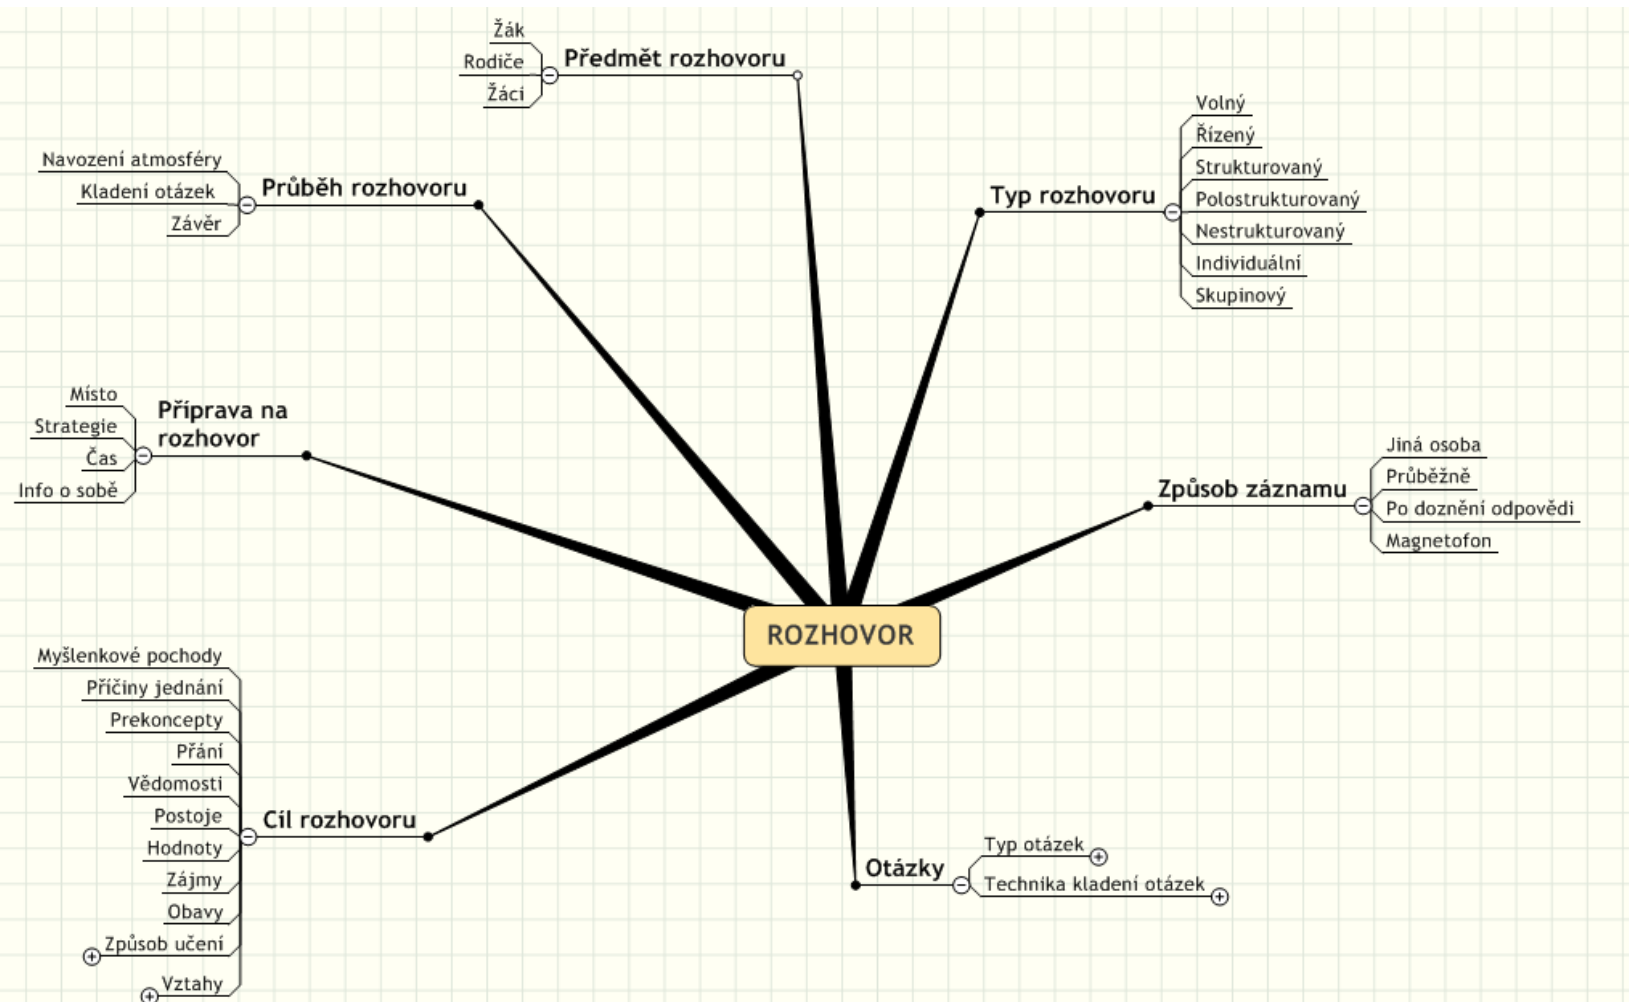 Žák
Rodiče
Žáci
Předmět rozhovoru
Volný
Řízený
Strukturovaný
Polostrukturovaný
Nestrukturovaný
Individuální
Skupinový
Typ rozhovoru
Navození atmosféry
Kladení otázek
Závěr
Průběh rozhovoru
Místo
Strategie
Čas
Info o sobě
Příprava na
rozhovor
Způsob záznamu
Jiná osoba
Průběžně
Po doznění odpovědi
Magnetofon
ROZHOVOR
Myšlenkové pochody
Příčiny jednání
Prekoncepty
Přání
Vědomosti
Postoje
Hodnoty
Zájmy
Obavy
Způsob učení
Vztahy
Cíl rozhovoru
Otázky
Typ otázek
Technika kladení otázek